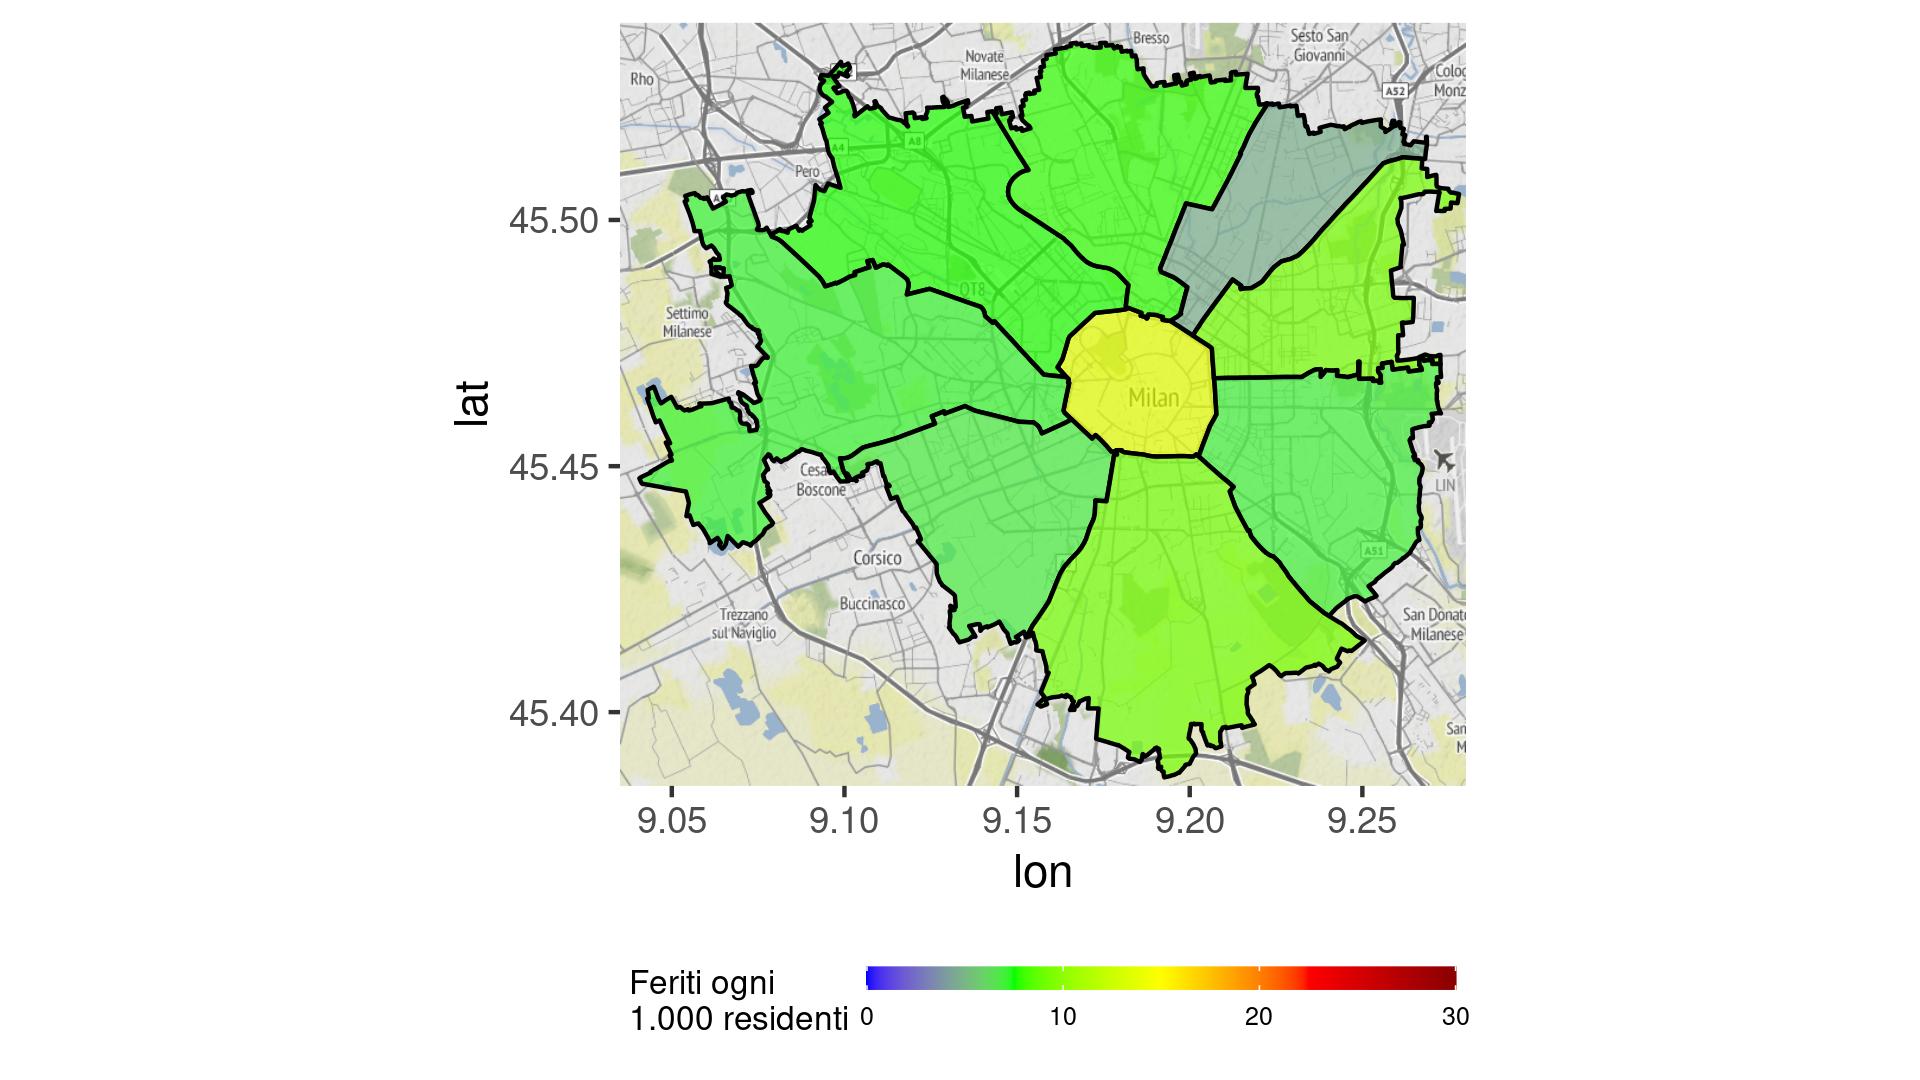 Bresso
Sesto San
Giovanni
Novate
Milanese
Rho
Coloc
Monz
A52
A4
A8
Pero
45.50
QT8
Settimo
Milanese
lat
Milan
45.45
Cesa
Boscone
LIN
Corsico
A51
Buccinasco
Trezzano
sul Naviglio
San Donato
Milanese
45.40
San
M
9.05 9.10 9.15 9.20 9.25
lon
Feriti ogni
1.000 residenti 0 10 20 30